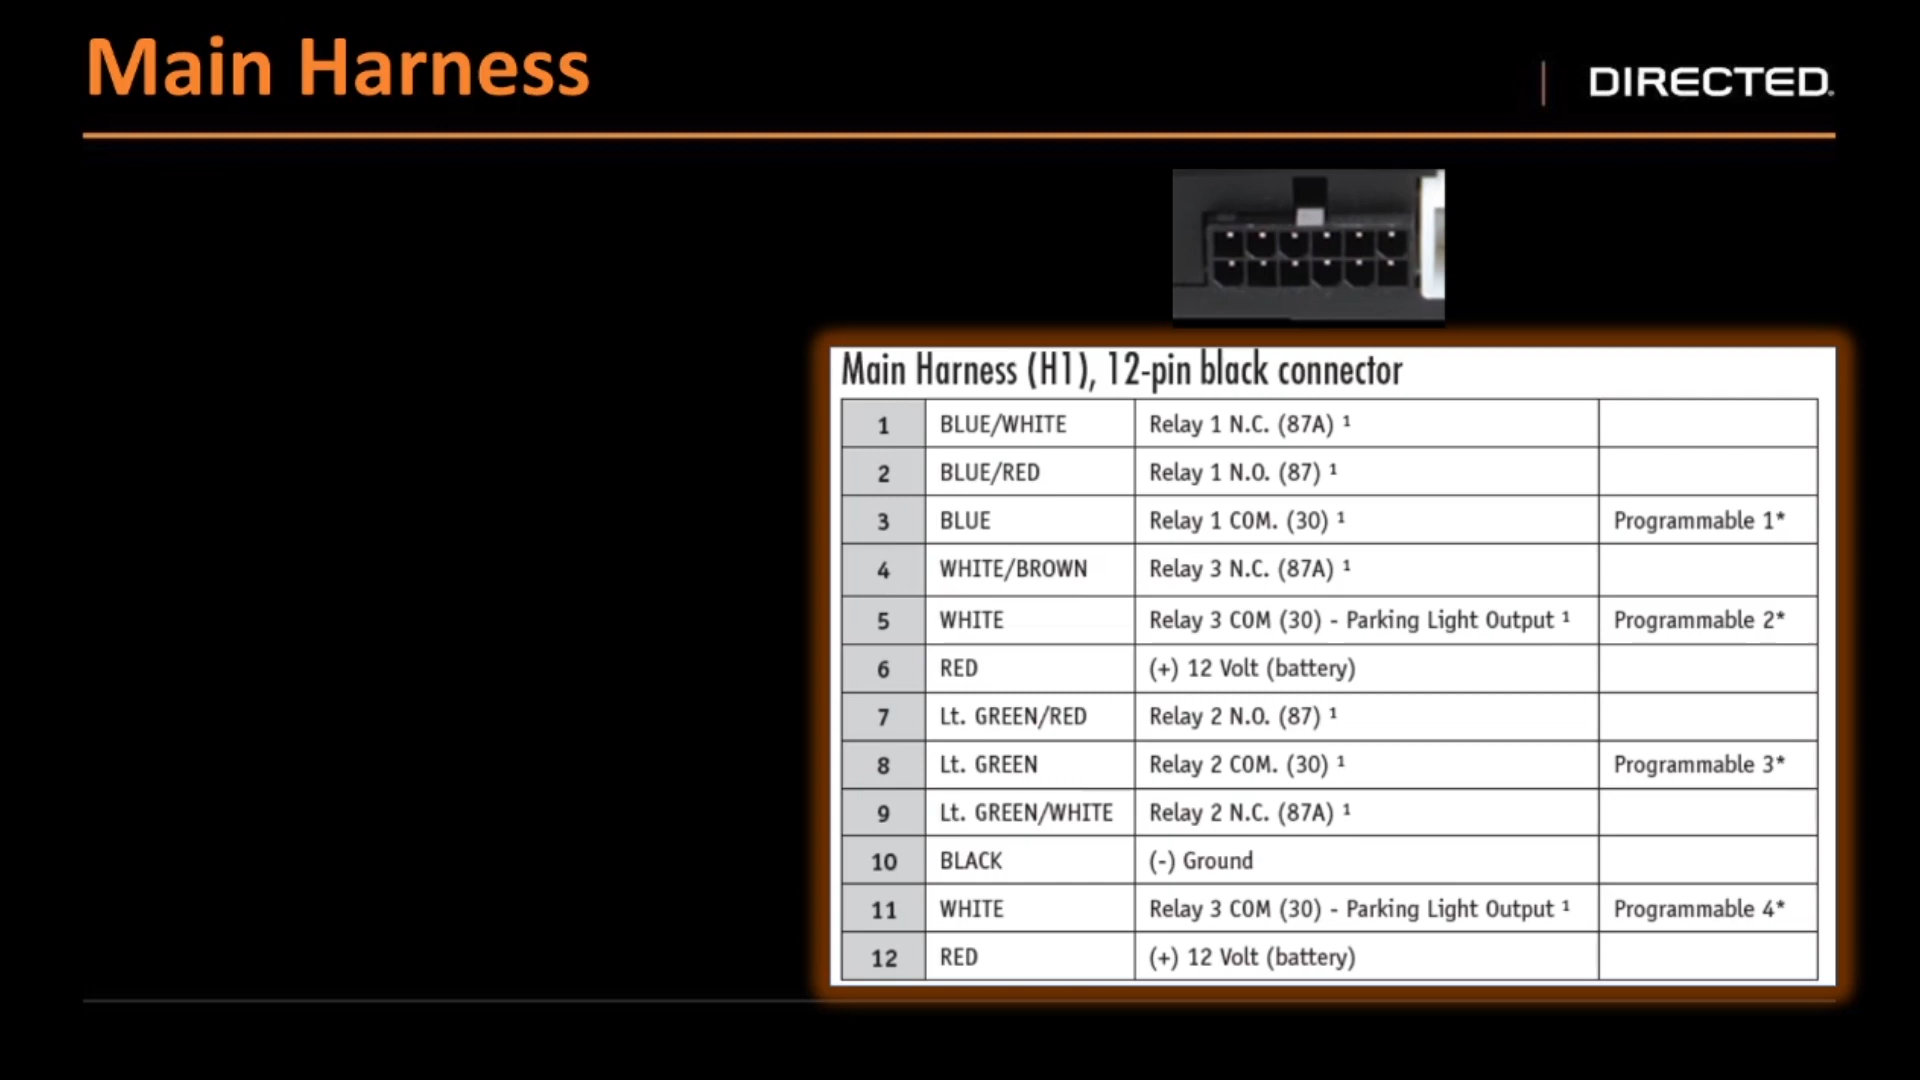 Main Harness
DIRECTED.
Main Harness (H1), 12-pin black connector
1 BLUE/WHITE Relay 1 N.C. (87A) ¹
2 BLUE/RED Relay 1 N.O. (87) ¹
3 BLUE Relay 1 COM. (30) ¹ Programmable 1*
4 WHITE/BROWN Relay 3 N.C. (87A) ¹
5 WHITE Relay 3 COM (30) - Parking Light Output ¹ Programmable 2*
6 RED (+) 12 Volt (battery)
7 Lt. GREEN/RED Relay 2 N.O. (87) ¹
8 Lt. GREEN Relay 2 COM. (30) ¹ Programmable 3*
9 Lt. GREEN/WHITE Relay 2 N.C. (87A) ¹
10 BLACK (-) Ground
11 WHITE Relay 3 COM (30) - Parking Light Output ¹ Programmable 4*
12 RED (+) 12 Volt (battery)